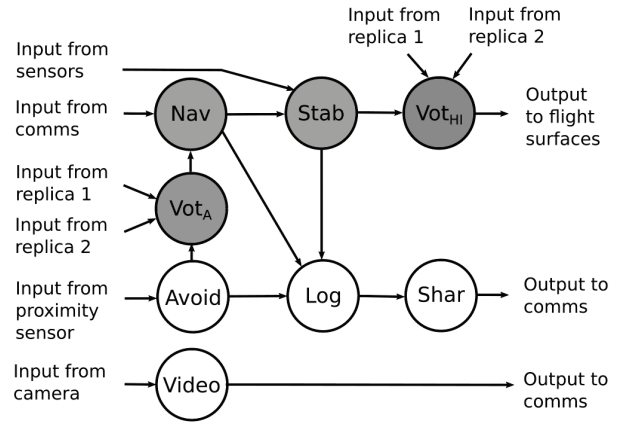 Input from
replica 1
Input from
replica 2
Input from
sensors
Input from
comms
Nav
Stab
VotHI
Output
to flight
surfaces
Input from
replica 1
Input from
replica 2
VotA
Input from
proximity
sensor
Avoid
Log
Shar
Output to
comms
Input from
camera
Video
Output to
comms